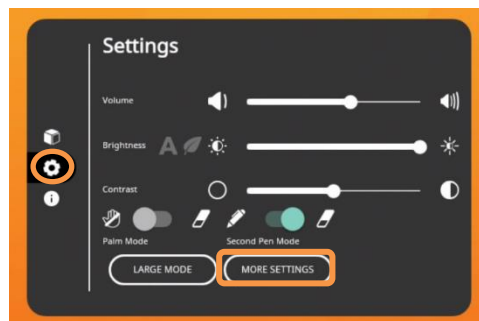 Settings
Volume
Brightness A
Contrast
Palm Mode Second Pen Mode
LARGE MODE MORE SETTINGS